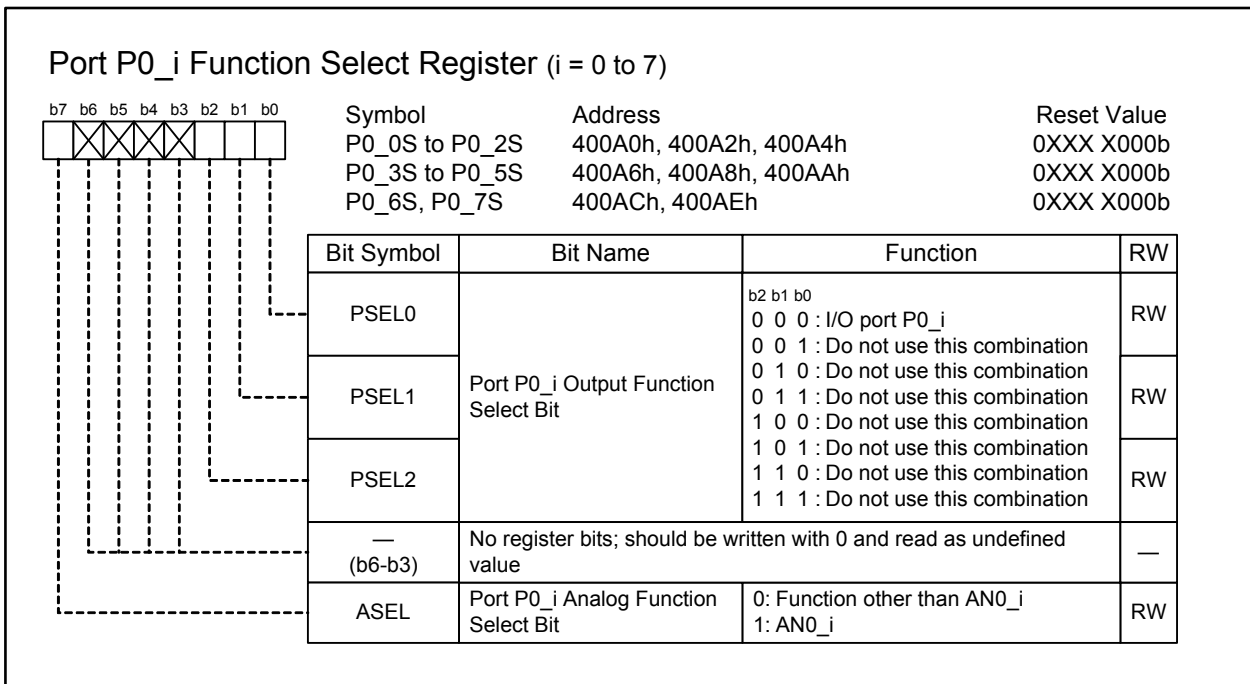 Port P0_i Function Select Register (i = 0 to 7)
b7 b6 b5 b4 b3 b2 b1 b0
Symbol Address Reset Value
P0_0S to P0_2S 400A0h, 400A2h, 400A4h 0XXX X000b
P0_3S to P0_5S 400A6h, 400A8h, 400AAh 0XXX X000b
P0_6S, P0_7S 400ACh, 400AEh 0XXX X000b
Bit Symbol Bit Name Function RW
PSEL0 RW
PSEL1 RW
PSEL2 RW
Port P0_i Output Function
Select Bit
b2 b1 b0
0 0 0 : I/O port P0_i
0 0 1 : Do not use this combination
0 1 0 : Do not use this combination
0 1 1 : Do not use this combination
1 0 0 : Do not use this combination
1 0 1 : Do not use this combination
1 1 0 : Do not use this combination
1 1 1 : Do not use this combination
—
(b6-b3)
No register bits; should be written with 0 and read as undefined
value
—
ASEL
Port P0_i Analog Function
Select Bit
0: Function other than AN0_i
1: AN0_i
RW